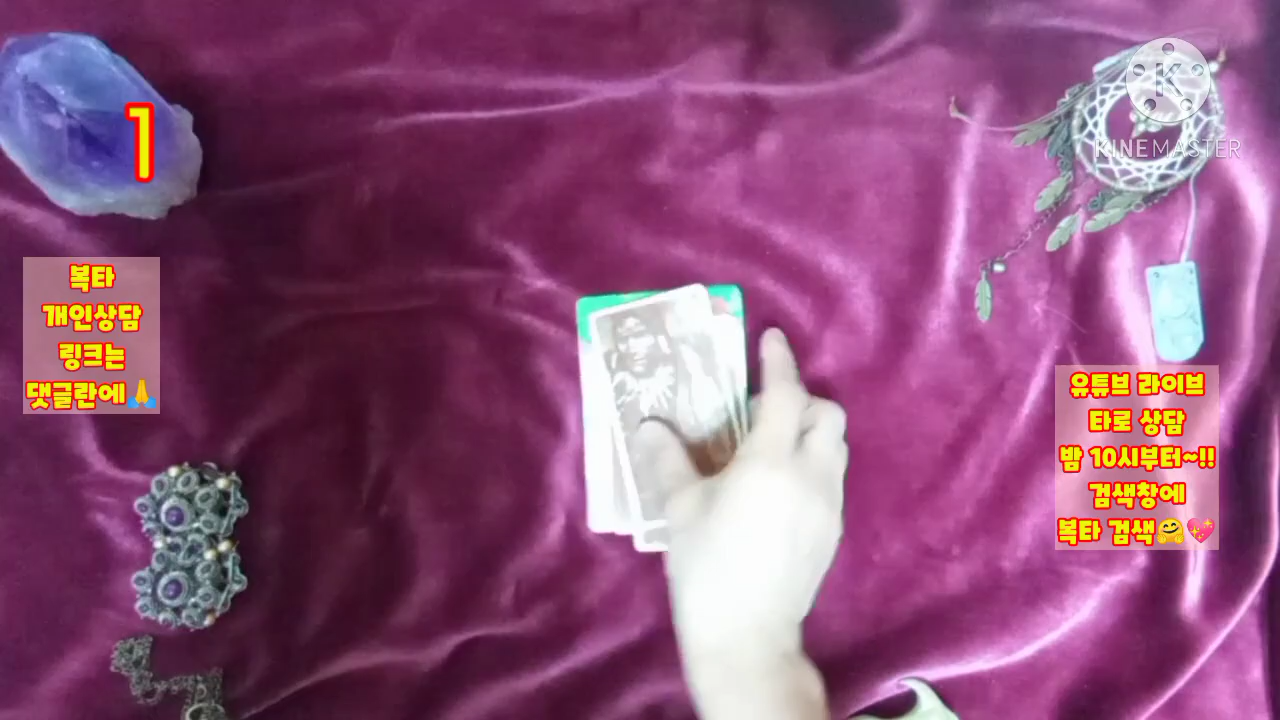 1
복타
개인상담
링크는
댓글란에🙏
유튜브 라이브
타로 상담
밤 10시부터~!!
검색창에
복타 검색🤗💖
K
KINEMASTER